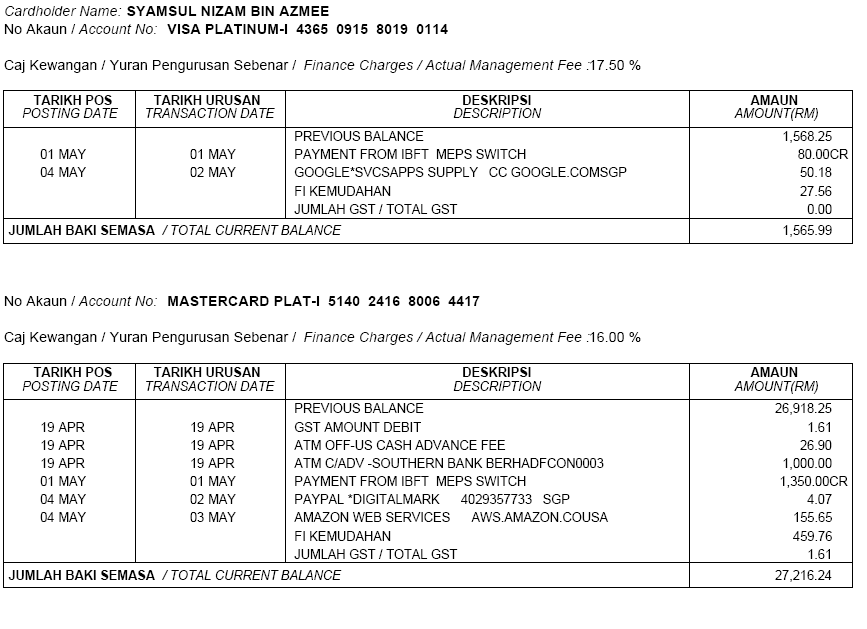 Cardholder Name: SYAMSUL NIZAM BIN AZMEE
No Akaun / Account No: VISA PLATINUM-I 4365 0915 8019 0114
Caj Kewangan / Yuran Pengurusan Sebenar / Finance Charges / Actual Management Fee :17.50 %
TARIKH POS TARIKH URUSAN DESKRIPSI AMAUN
POSTING DATE TRANSACTION DATE DESCRIPTION AMOUNT(RM)
PREVIOUS BALANCE 1,568.25
01 MAY 01 MAY PAYMENT FROM IBFT MEPS SWITCH 80.00CR
04 MAY 02 MAY GOOGLE*SVCSAPPS SUPPLY CC GOOGLE.COMSGP 50.18
FI KEMUDAHAN 27.56
JUMLAH GST / TOTAL GST 0.00
JUMLAH BAKI SEMASA / TOTAL CURRENT BALANCE 1,565.99
No Akaun / Account No: MASTERCARD PLAT-I 5140 2416 8006 4417
Caj Kewangan / Yuran Pengurusan Sebenar / Finance Charges / Actual Management Fee :16.00 %
TARIKH POS TARIKH URUSAN DESKRIPSI AMAUN
POSTING DATE TRANSACTION DATE DESCRIPTION AMOUNT(RM)
PREVIOUS BALANCE 26,918.25
19 APR 19 APR GST AMOUNT DEBIT 1.61
19 APR 19 APR ATM OFF-US CASH ADVANCE FEE 26.90
19 APR 19 APR ATM C/ADV -SOUTHERN BANK BERHADFCON0003 1,000.00
01 MAY 01 MAY PAYMENT FROM IBFT MEPS SWITCH 1,350.00CR
04 MAY 02 MAY PAYPAL *DIGITALMARK 4029357733 SGP 4.07
04 MAY 03 MAY AMAZON WEB SERVICES AWS.AMAZON.COUSA 155.65
FI KEMUDAHAN 459.76
JUMLAH GST / TOTAL GST 1.61
JUMLAH BAKI SEMASA / TOTAL CURRENT BALANCE 27,216.24